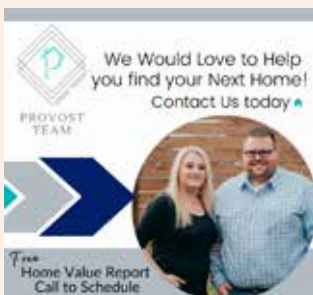 P
PROVOST
TEAM
We Would Love to Help
you find your Next Home!
Contact Us today
Free
Home Value Report
Call to Schedule